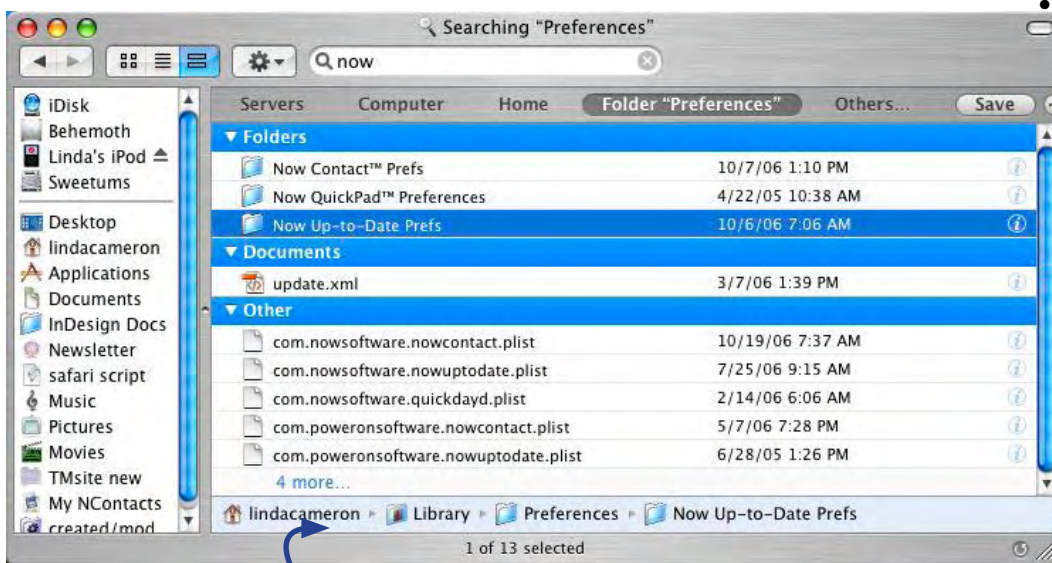 Searching “Preferences”
now
iDisk
Behemoth
Linda's iPod
Sweetums
Desktop
lindacameron
Applications
Documents
InDesign Docs
Newsletter
safari script
Music
Pictures
Movies
TMsite new
My NContacts
created/mod
Servers Computer Home Folder “Preferences” Others... Save
Folders
Now Contact™ Prefs 10/7/06 1:10 PM
Now QuickPad™ Preferences 4/22/05 10:38 AM
Now Up-to-Date Prefs 10/6/06 7:06 AM
Documents
update.xml 3/7/06 1:39 PM
Other
com.nowsoftware.nowcontact.plist 10/19/06 7:37 AM
com.nowsoftware.nowuptodate.plist 7/25/06 9:15 AM
com.nowsoftware.quickdayd.plist 2/14/06 6:06 AM
com.poweronsoftware.nowcontact.plist 5/7/06 7:28 PM
com.poweronsoftware.nowuptodate.plist 6/28/05 1:26 PM
4 more...
lindacameron Library Preferences Now Up-to-Date Prefs
1 of 13 selected